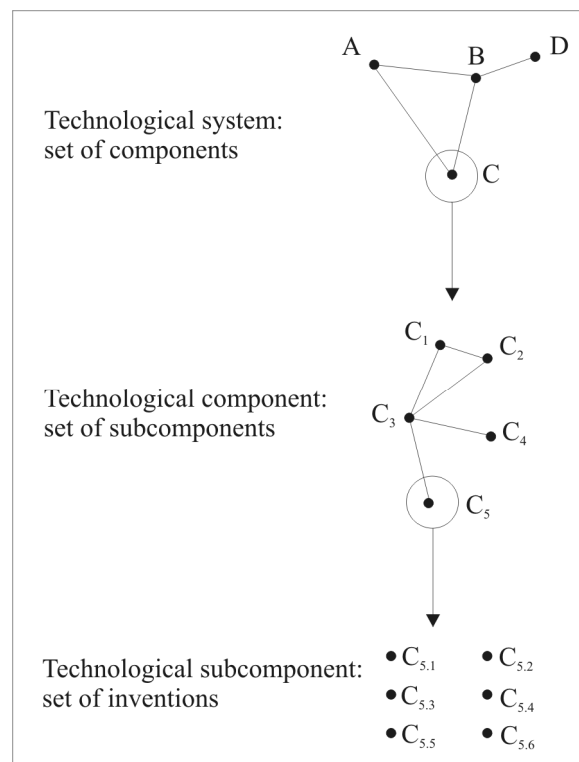 A
B
D
Technological system:
set of components
C
C₁
C₂
Technological component:
set of subcomponents
C₃
C₄
C₅
Technological subcomponent:
set of inventions
C₅.₁ C₅.₂
C₅.₃ C₅.₄
C₅.₅ C₅.₆